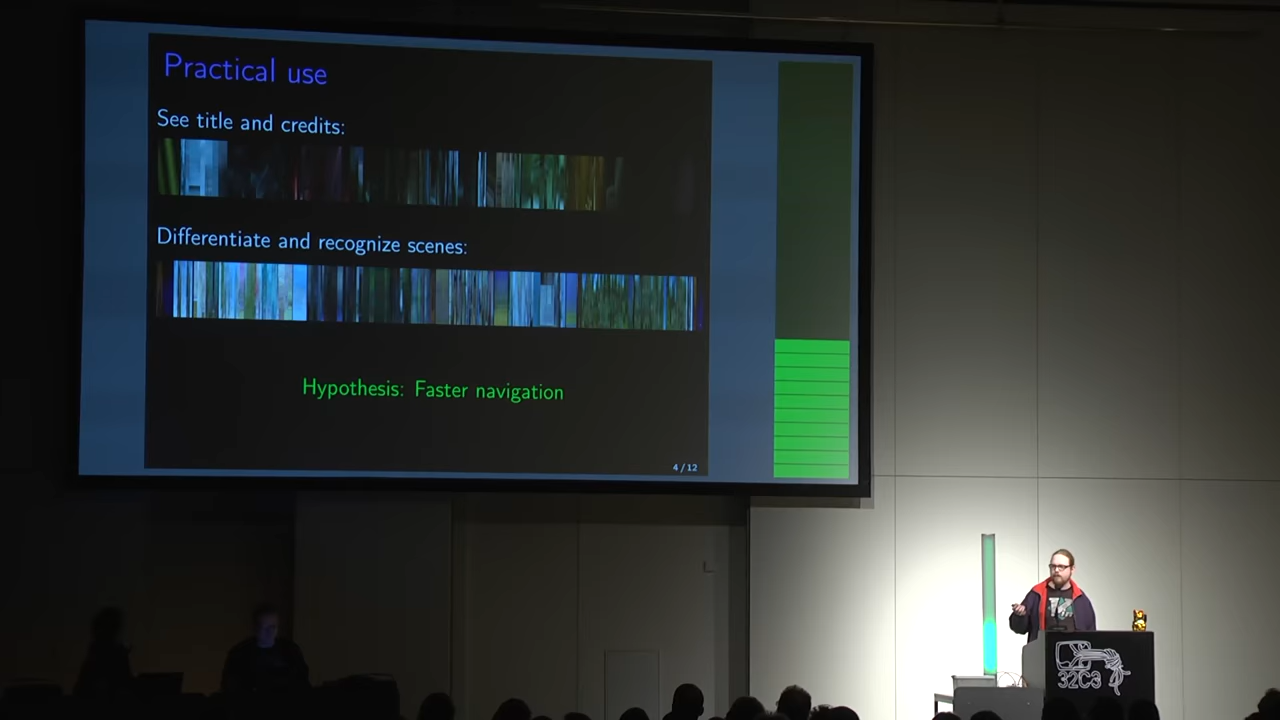 Practical use
See title and credits:
Differentiate and recognize scenes:
Hypothesis: Faster navigation
4 / 12
32C3